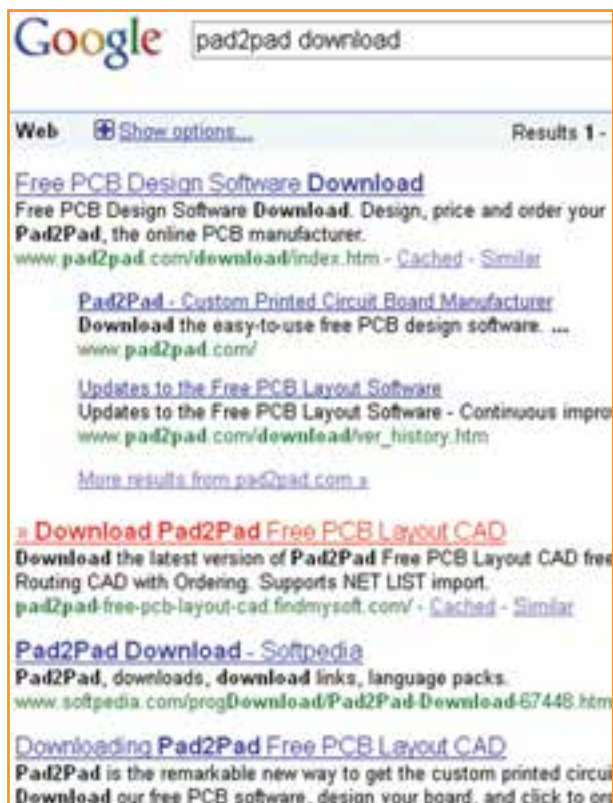 Google pad2pad download
Web Show options... Results 1 -
Free PCB Design Software Download
Free PCB Design Software Download. Design, price and order your
Pad2Pad, the online PCB manufacturer.
www.pad2pad.com/download/index.htm - Cached - Similar
Pad2Pad - Custom Printed Circuit Board Manufacturer
Download the easy-to-use free PCB design software. ...
www.pad2pad.com/
Updates to the Free PCB Layout Software
Updates to the Free PCB Layout Software - Continuous impro
www.pad2pad.com/download/ver_history.htm
More results from pad2pad.com »
» Download Pad2Pad Free PCB Layout CAD
Download the latest version of Pad2Pad Free PCB Layout CAD free
Routing CAD with Ordering. Supports NET LIST import.
pad2pad-free-pcb-layout-cad.findmysoft.com/ - Cached - Similar
Pad2Pad Download - Softpedia
Pad2Pad, downloads, download links, language packs.
www.softpedia.com/progDownload/Pad2Pad-Download-67448.htm
Downloading Pad2Pad Free PCB Layout CAD
Pad2Pad is the remarkable new way to get the custom printed circui
Download our free PCB software, design your board, and click to